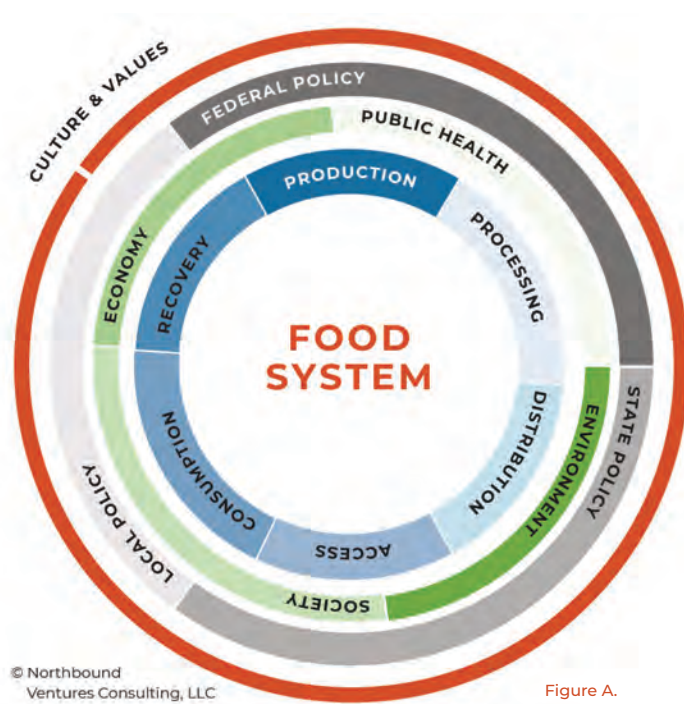 CULTURE & VALUES
FEDERAL POLICY
PUBLIC HEALTH
ECONOMY
PRODUCTION
RECOVERY
PROCESSING
FOOD
SYSTEM
DISTRIBUTION
ENVIRONMENT
STATE POLICY
CONSUMPTION
ACCESS
LOCAL POLICY
SOCIETY
© Northbound
Ventures Consulting, LLC
Figure A.